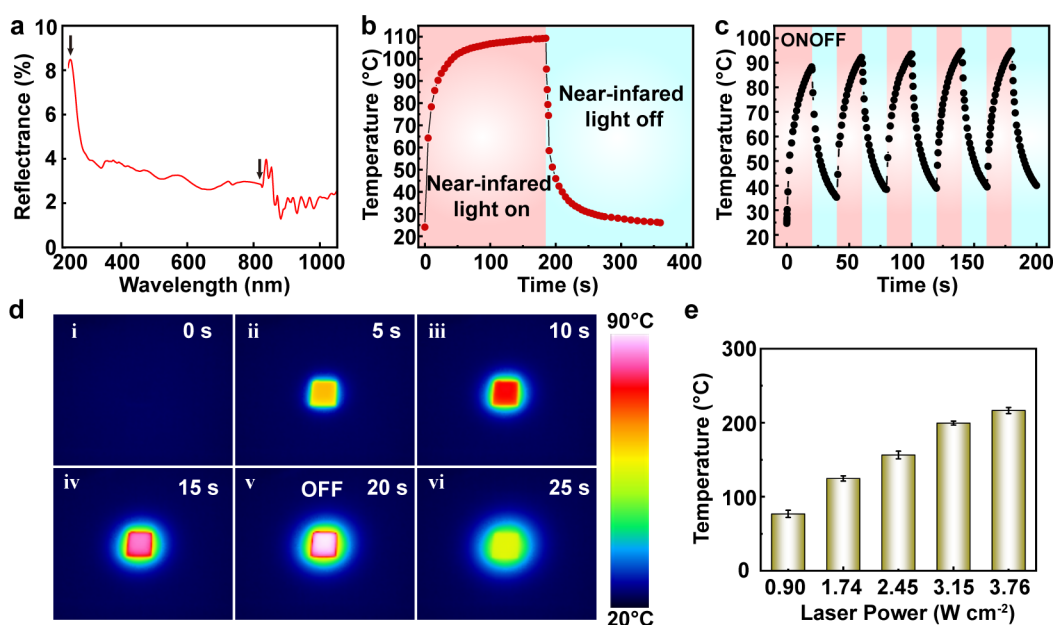 a
Reflectrance (%)
10
8
6
4
2
0
200 400 600 800 1000
Wavelength (nm)
b
Temperature (°C)
110
100
90
80
70
60
50
40
30
20
Near-infared
light on
Near-infared
light off
0 100 200 300 400
Time (s)
c
Temperature (°C)
100
90
80
70
60
50
40
30
20
ONOFF
0 50 100 150 200
Time (s)
d
i 0 s
ii 5 s
iii 10 s
iv 15 s
v OFF 20 s
vi 25 s
90°C
20°C
e
Temperature (°C)
300
200
100
0
0.90 1.74 2.45 3.15 3.76
Laser Power (W cm⁻²)